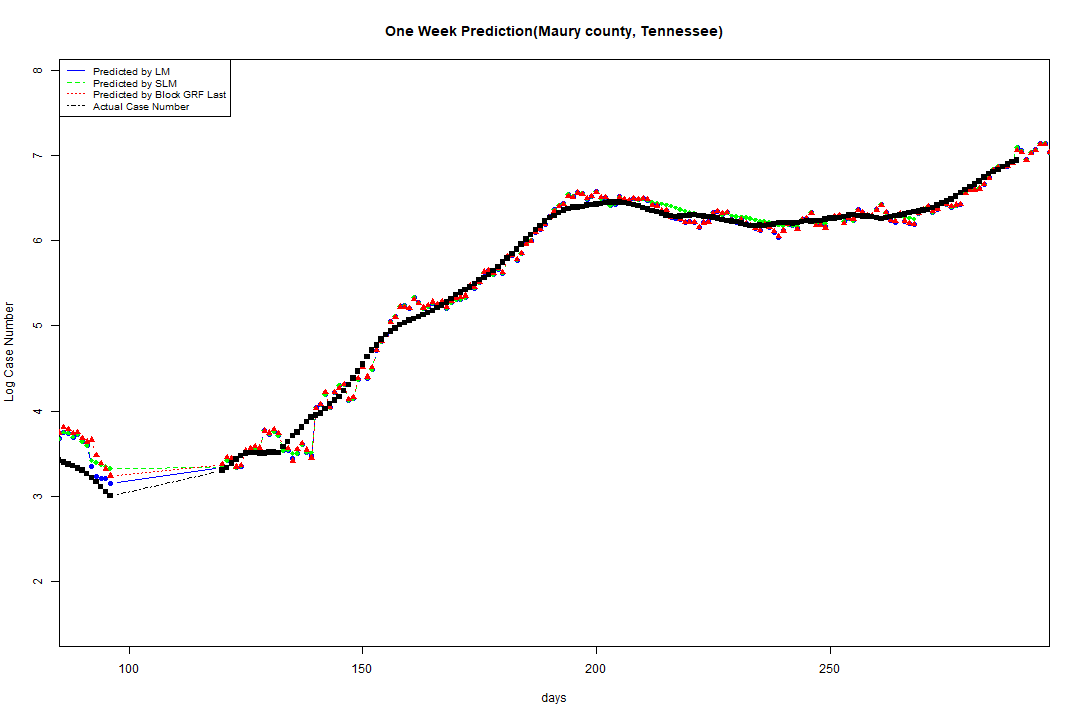 One Week Prediction(Maury county, Tennessee)
Predicted by LM
Predicted by SLM
Predicted by Block GRF Last
Actual Case Number
8
7
6
5
4
3
2
Log Case Number
100
150
200
250
days